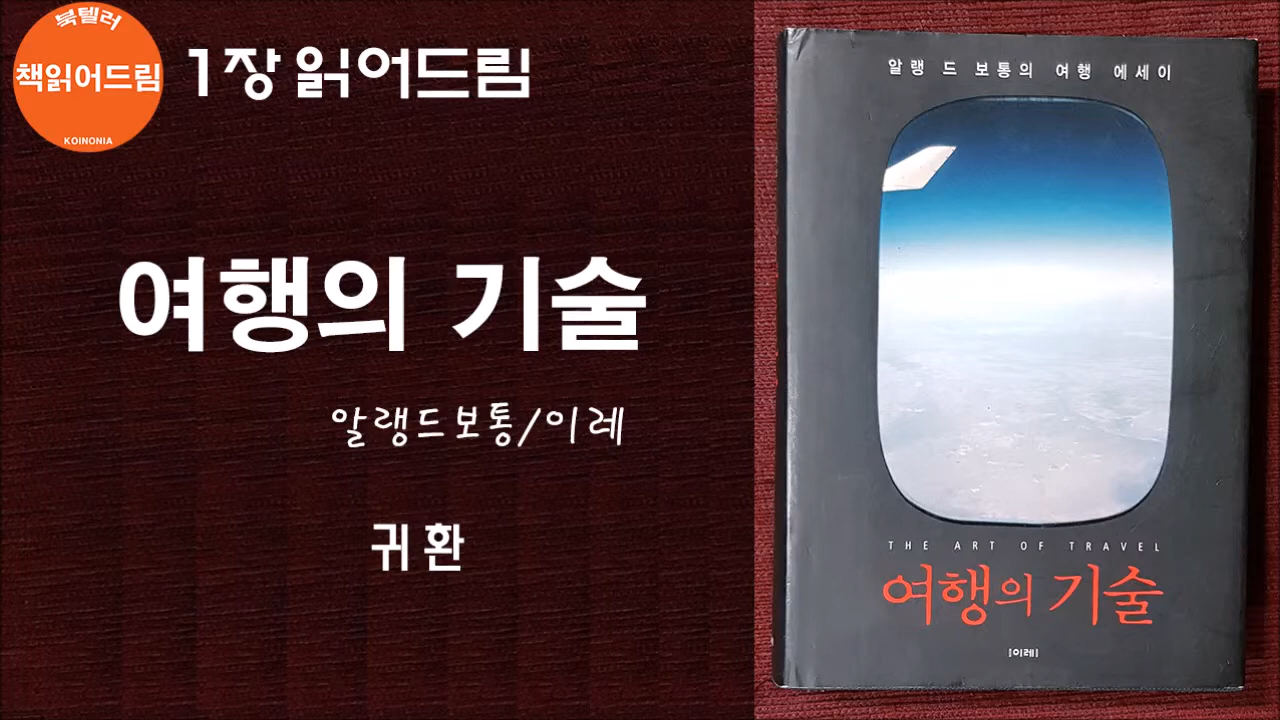 북텔러
책읽어드림
KOINONIA
1장 읽어드림
여행의 기술
알랭드보통/이레
귀환
알랭 드 보통의 여행 에세이
THE ART OF TRAVEL
여행의 기술
[이레]